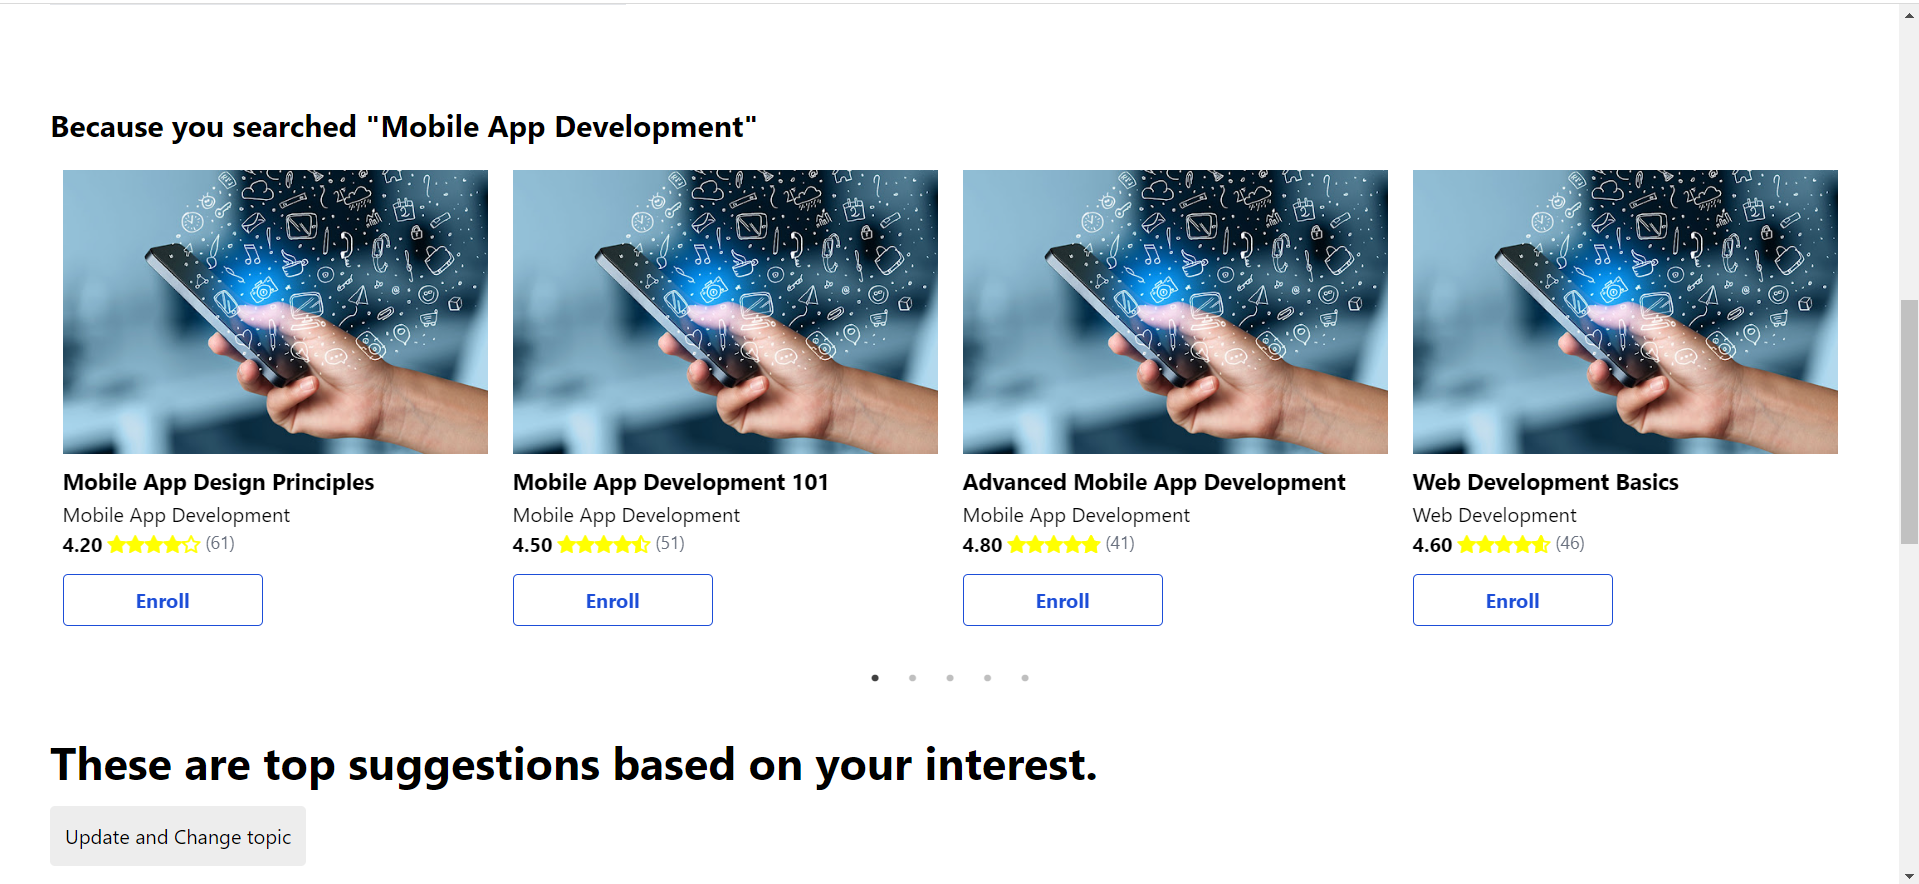 Because you searched "Mobile App Development"
Mobile App Design Principles
Mobile App Development
4.20 (61)
Enroll
Mobile App Development 101
Mobile App Development
4.50 (51)
Enroll
Advanced Mobile App Development
Mobile App Development
4.80 (41)
Enroll
Web Development Basics
Web Development
4.60 (46)
Enroll
These are top suggestions based on your interest.
Update and Change topic